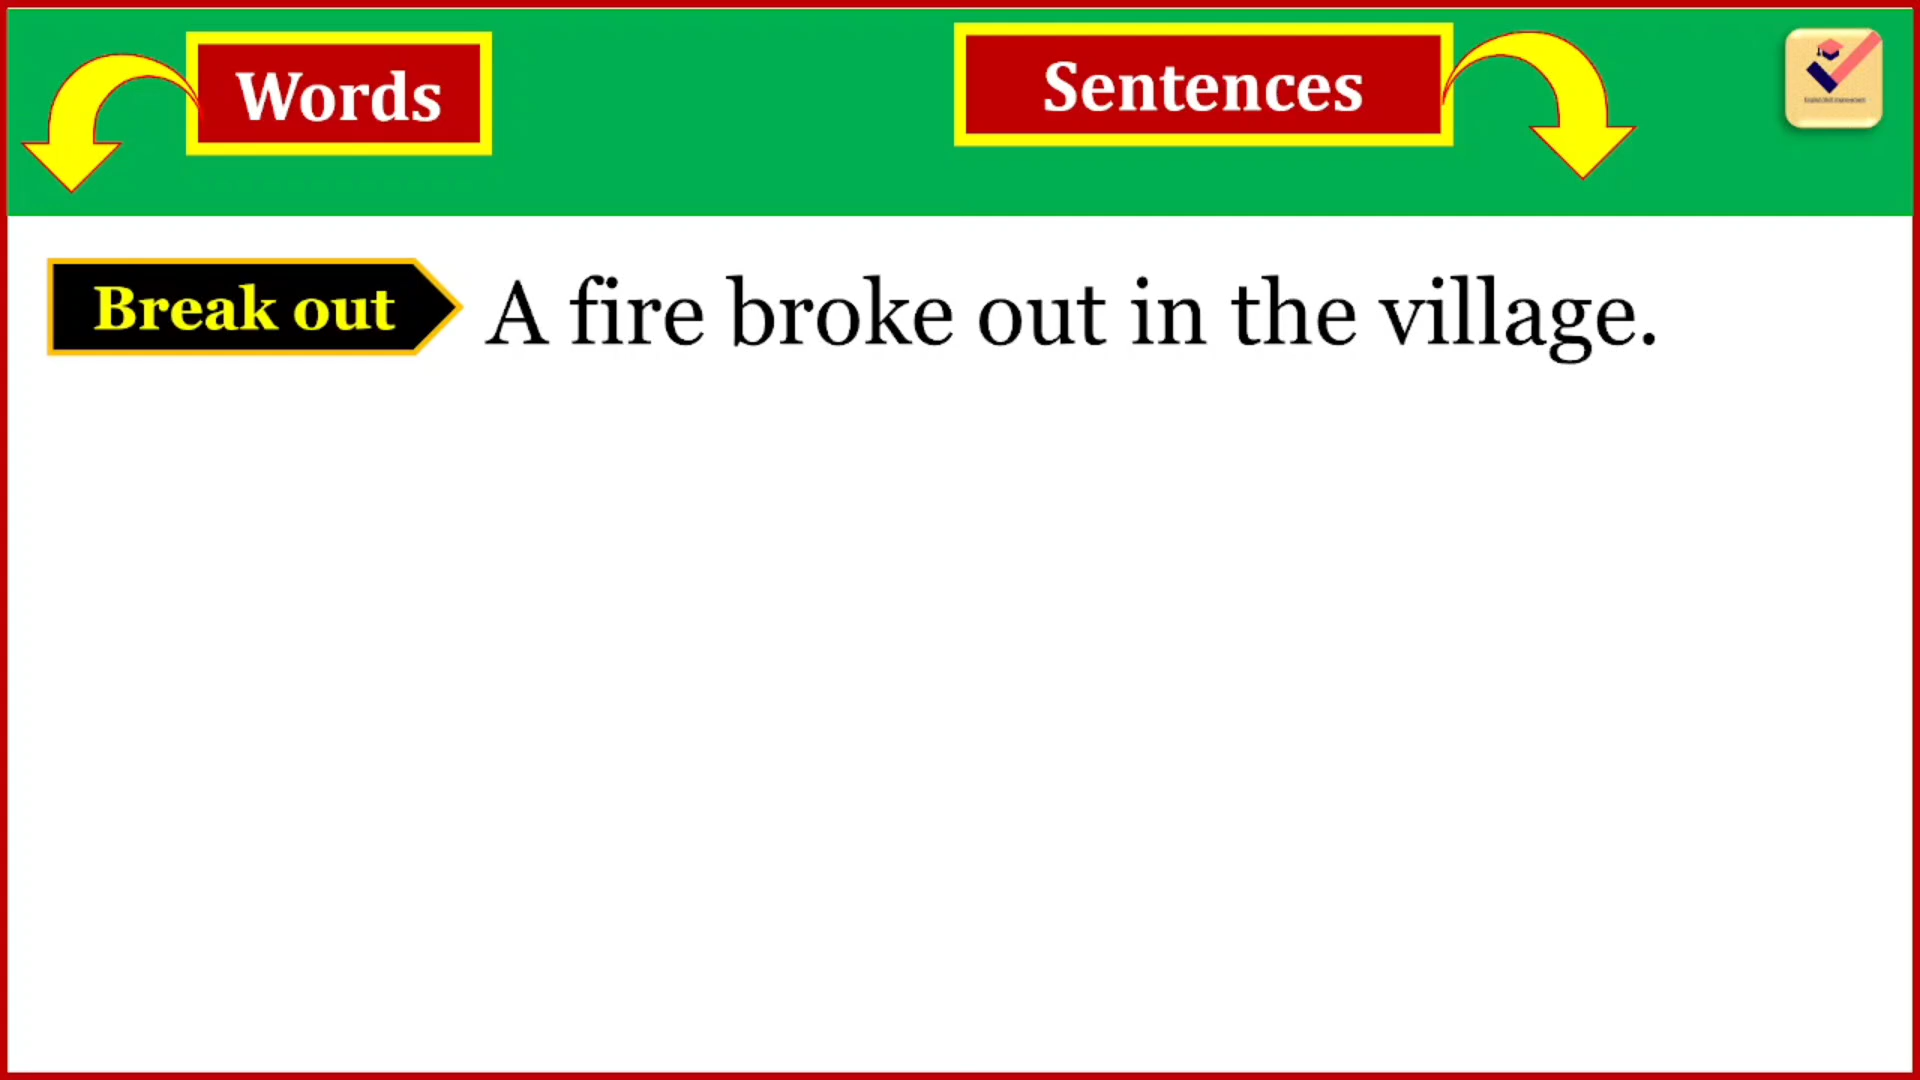 Words
Sentences
Break out
A fire broke out in the village.